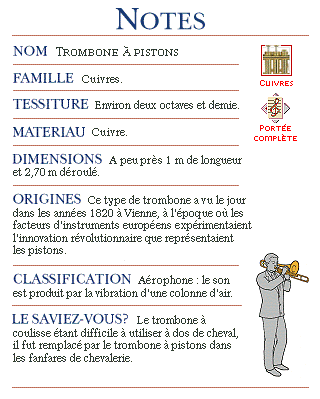 NOTES
NOM TROMBONE À PISTONS
FAMILLE Cuivres.
TESSITURE Environ deux octaves et demie.
MATERIAU Cuivre.
DIMENSIONS A peu près 1 m de longueur
et 2,70 m déroulé.
ORIGINES Ce type de trombone a vu le jour
dans les années 1820 à Vienne, à l'époque où les
facteurs d'instruments européens expérimentaient
l'innovation révolutionnaire que représentaient
les pistons.
CLASSIFICATION Aérophone : le son
est produit par la vibration d'une colonne d'air.
LE SAVIEZ-VOUS? Le trombone à
coulisse étant difficile à utiliser à dos de cheval,
il fut remplacé par le trombone à pistons dans
les fanfares de chevalerie.
CUIVRES
PORTÉE
COMPLÈTE